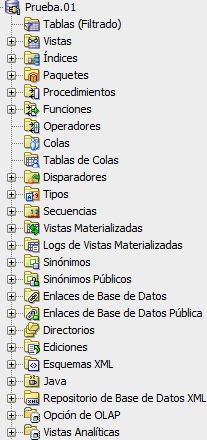 Prueba.01
Tablas (Filtrado)
Vistas
Índices
Paquetes
Procedimientos
Funciones
Operadores
Colas
Tablas de Colas
Disparadores
Tipos
Secuencias
Vistas Materializadas
Logs de Vistas Materializadas
Sinónimos
Sinónimos Públicos
Enlaces de Base de Datos
Enlaces de Base de Datos Pública
Directorios
Ediciones
Esquemas XML
Java
Repositorio de Base de Datos XML
Opción de OLAP
Vistas Analíticas